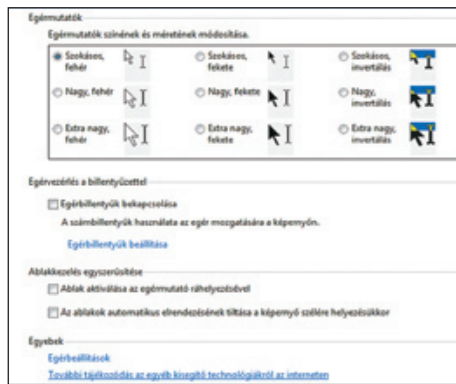 Egérmutatók
Egérmutatók színének és méretének módosítása.
Szokásos, fehér
Szokásos, fekete
Szokásos, invertálás
Nagy, fehér
Nagy, fekete
Nagy, invertálás
Extra nagy, fehér
Extra nagy, fekete
Extra nagy, invertálás
Egérvezérlés a billentyűzettel
Egérbillentyűk bekapcsolása
A számbillentyűk használata az egér mozgatására a képernyőn.
Egérbillentyűk beállítása
Ablakkezelés egyszerűsítése
Ablak aktiválása az egérmutató ráhelyezésével
Az ablakok automatikus elrendezésének tiltása a képernyő szélére helyezésükkor
Egyebek
Egérbeállítások
További tájékozódás az egyéb kisegítő technológiákról az interneten